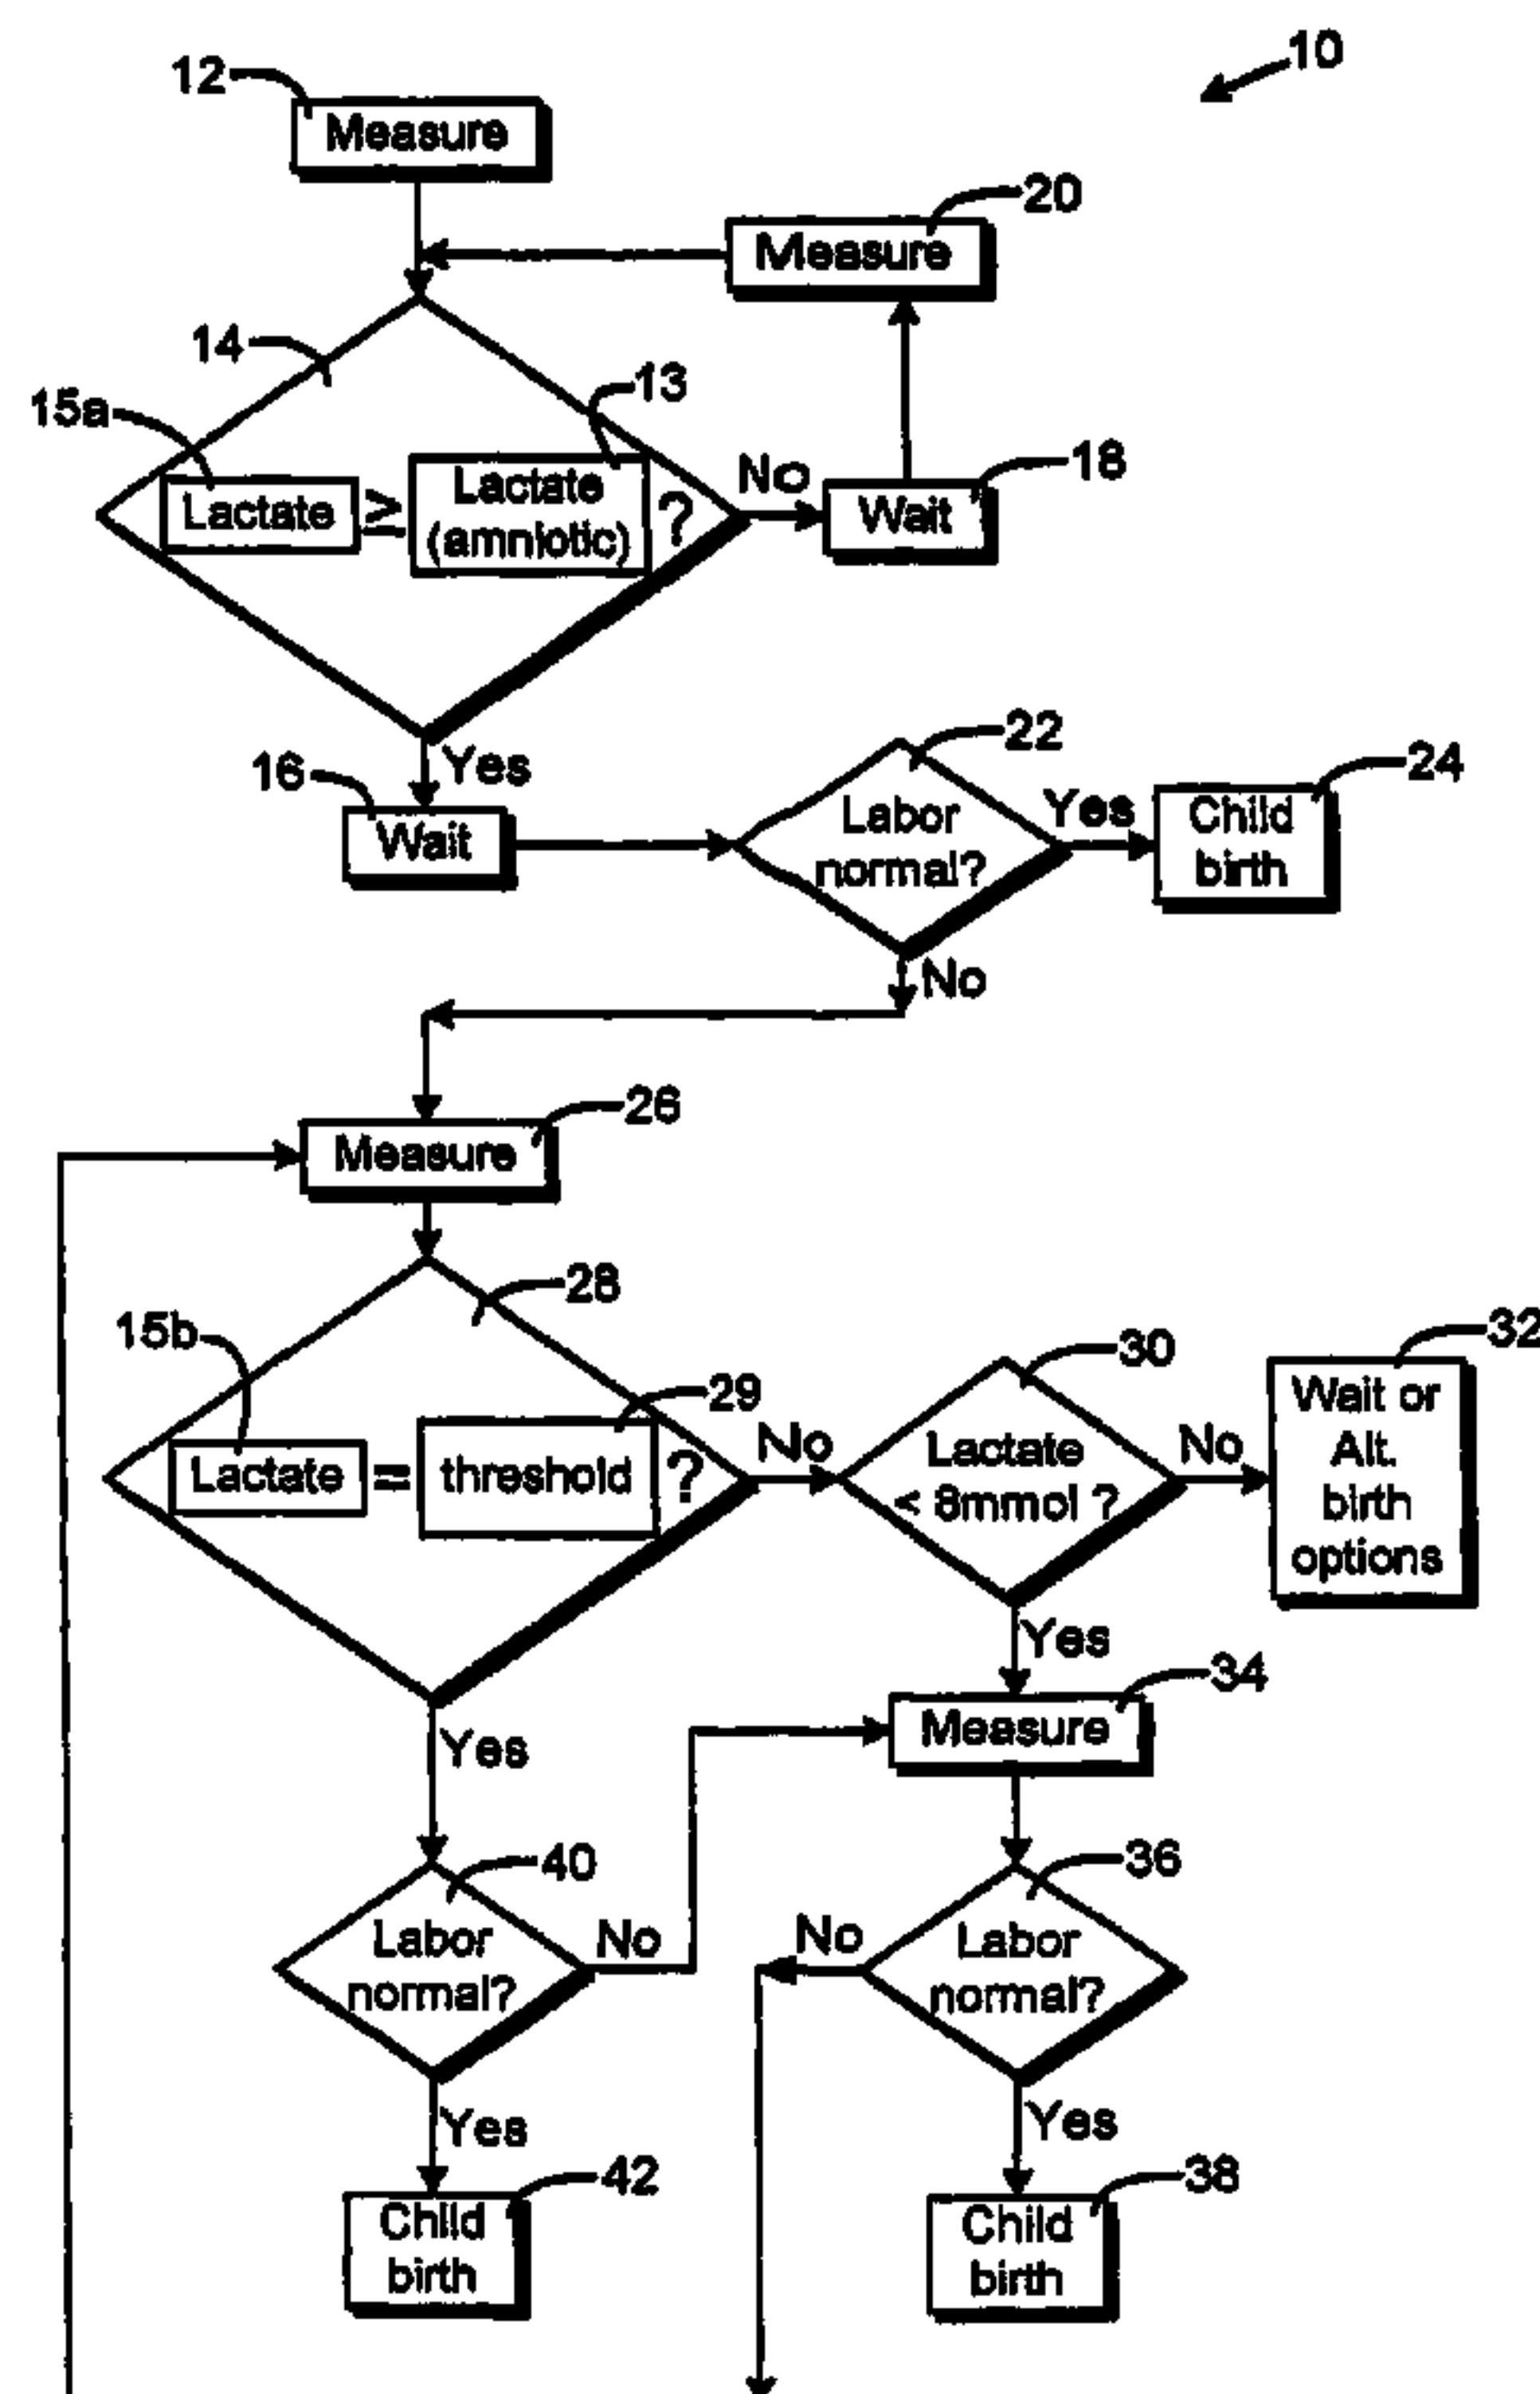 10
12
Measure
20
Measure
14
13
15a
Lactate
≥
Lactate
(amniotic)
?
No
18
Wait
Yes
16
Wait
22
Labor
normal?
Yes
24
Child
birth
No
26
Measure
28
15b
29
Lactate
=
threshold
?
No
30
Lactate
< 8mmol ?
No
32
Wait or
Alt.
birth
options
Yes
34
Measure
Yes
40
Labor
normal?
No
36
Labor
normal?
No
Yes
42
Child
birth
Yes
38
Child
birth